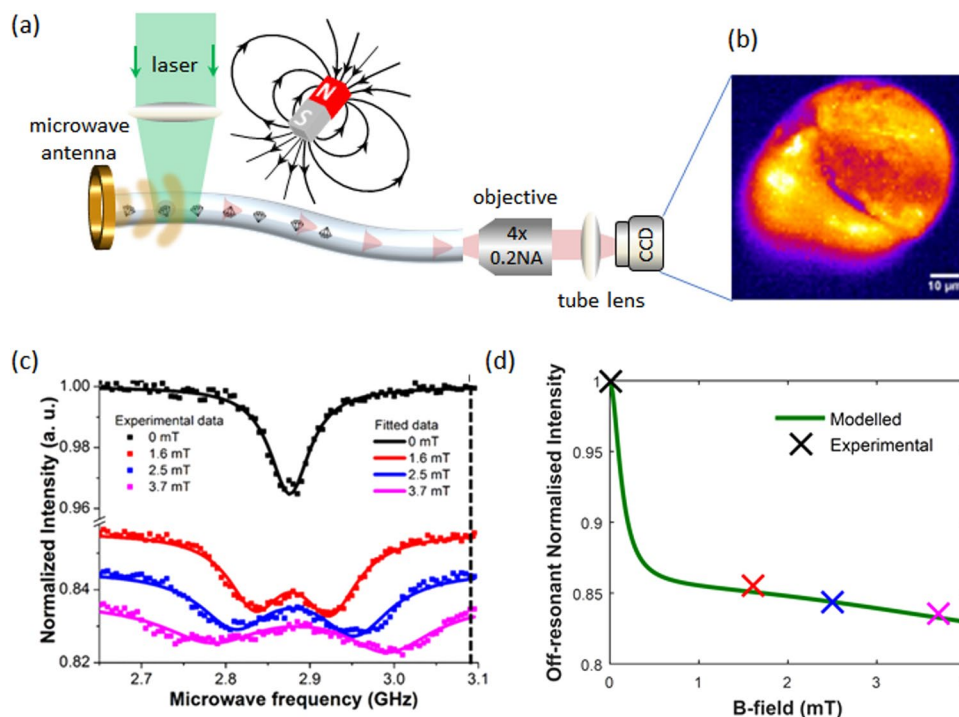 (a)
laser
N
S
microwave
antenna
objective
4x
0.2NA
CCD
tube lens
(b)
10 µm
(c)
Normalized Intensity (a. u.)
1.00
0.98
0.96
0.84
0.82
Experimental data
0 mT
1.6 mT
2.5 mT
3.7 mT
Fitted data
0 mT
1.6 mT
2.5 mT
3.7 mT
2.7 2.8 2.9 3.0 3.1
Microwave frequency (GHz)
(d)
Off-resonant Normalised Intensity
1
0.95
0.9
0.85
0.8
Modelled
Experimental
0 1 2 3
B-field (mT)